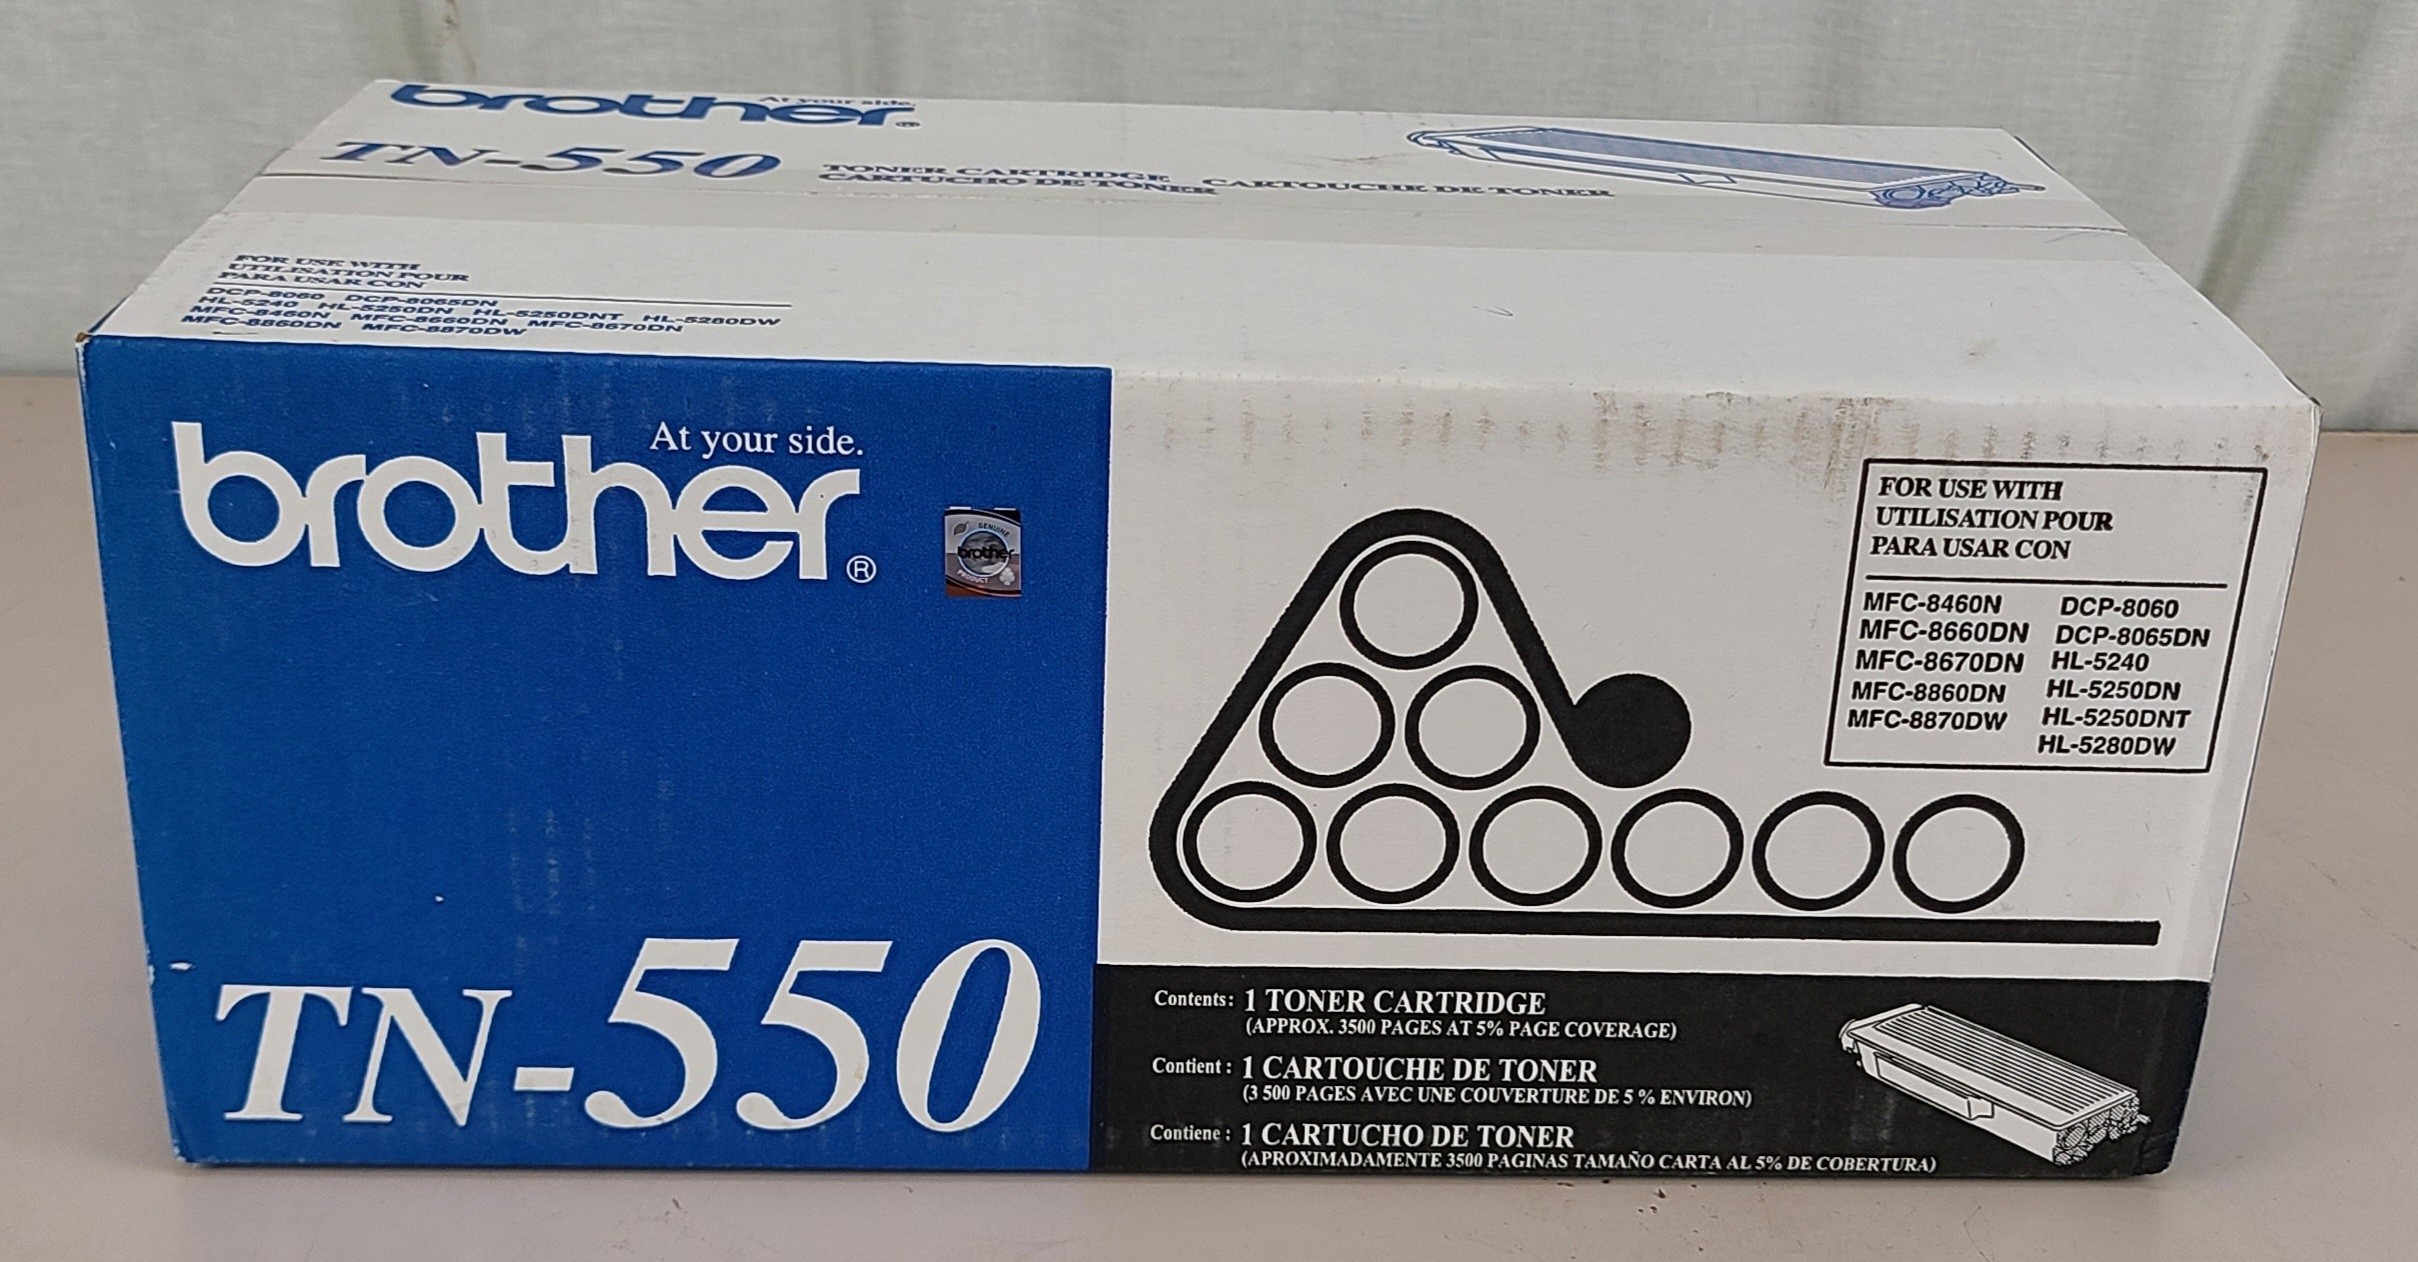 At your side.
brother®
TN-550
TONER CARTRIDGE
CARTUCHO DE TONER CARTOUCHE DE TONER
FOR USE WITH
UTILISATION POUR
PARA USAR CON
DCP-8060 DCP-8065DN
HL-5240 HL-5250DN HL-5250DNT HL-5280DW
MFC-8460N MFC-8660DN MFC-8670DN
MFC-8860DN MFC-8870DW
At your side.
brother®
GENUINE
brother
PRODUCT
TN-550
FOR USE WITH
UTILISATION POUR
PARA USAR CON
MFC-8460N DCP-8060
MFC-8660DN DCP-8065DN
MFC-8670DN HL-5240
MFC-8860DN HL-5250DN
MFC-8870DW HL-5250DNT
HL-5280DW
Contents: 1 TONER CARTRIDGE
(APPROX. 3500 PAGES AT 5% PAGE COVERAGE)
Contient : 1 CARTOUCHE DE TONER
(3 500 PAGES AVEC UNE COUVERTURE DE 5 % ENVIRON)
Contiene : 1 CARTUCHO DE TONER
(APROXIMADAMENTE 3500 PAGINAS TAMAÑO CARTA AL 5% DE COBERTURA)